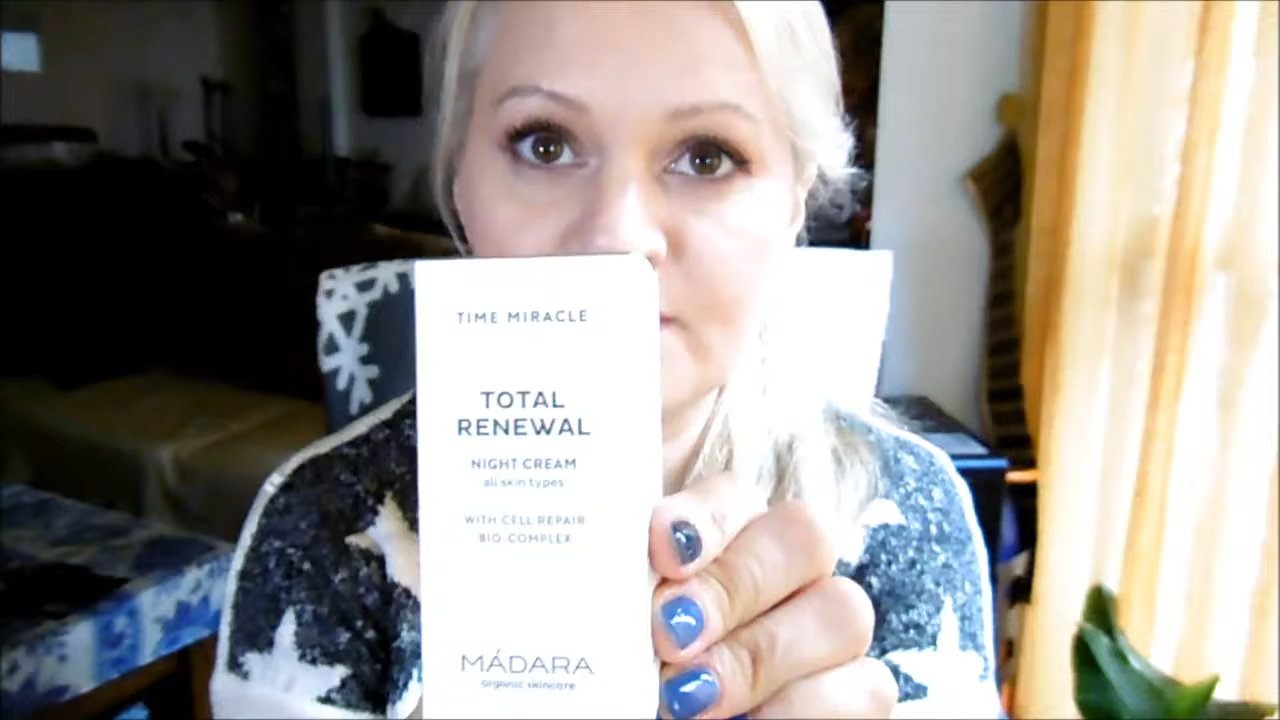 TIME MIRACLE
TOTAL
RENEWAL
NIGHT CREAM
all skin types
WITH CELL REPAIR
BIO-COMPLEX
MÁDARA
organic skincare